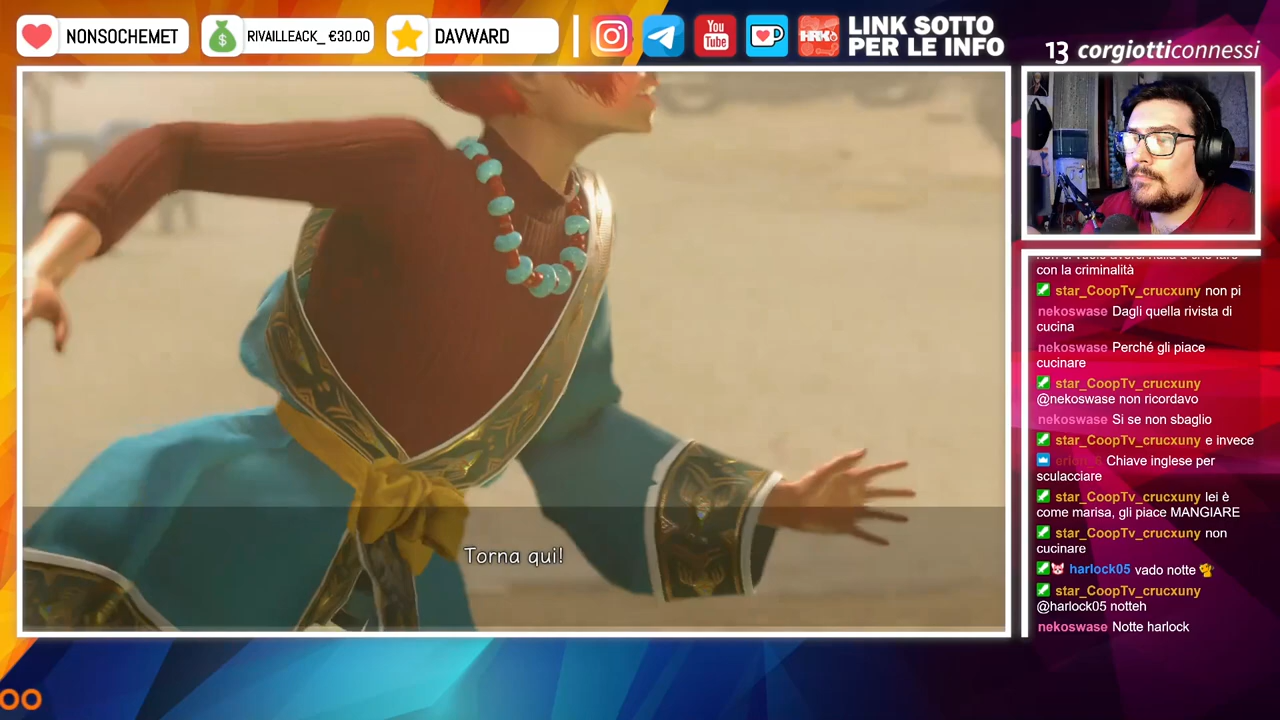 NONSOCHEMET
RIVAILLEACK_ €30.00
DAVWARD
You
Tube
HRK
LINK SOTTO
PER LE INFO
13 corgiotticonnessi
con la criminalità
star_CoopTv_crucxuny non pi
nekoswase Dagli quella rivista di
cucina
nekoswase Perché gli piace
cucinare
star_CoopTv_crucxuny
@nekoswase non ricordavo
nekoswase Si se non sbaglio
star_CoopTv_crucxuny e invece
Chiave inglese per
sculacciare
star_CoopTv_crucxuny lei è
come marisa, gli piace MANGIARE
star_CoopTv_crucxuny non
cucinare
harlock05 vado notte
star_CoopTv_crucxuny
@harlock05 notteh
nekoswase Notte harlock
Torna qui!